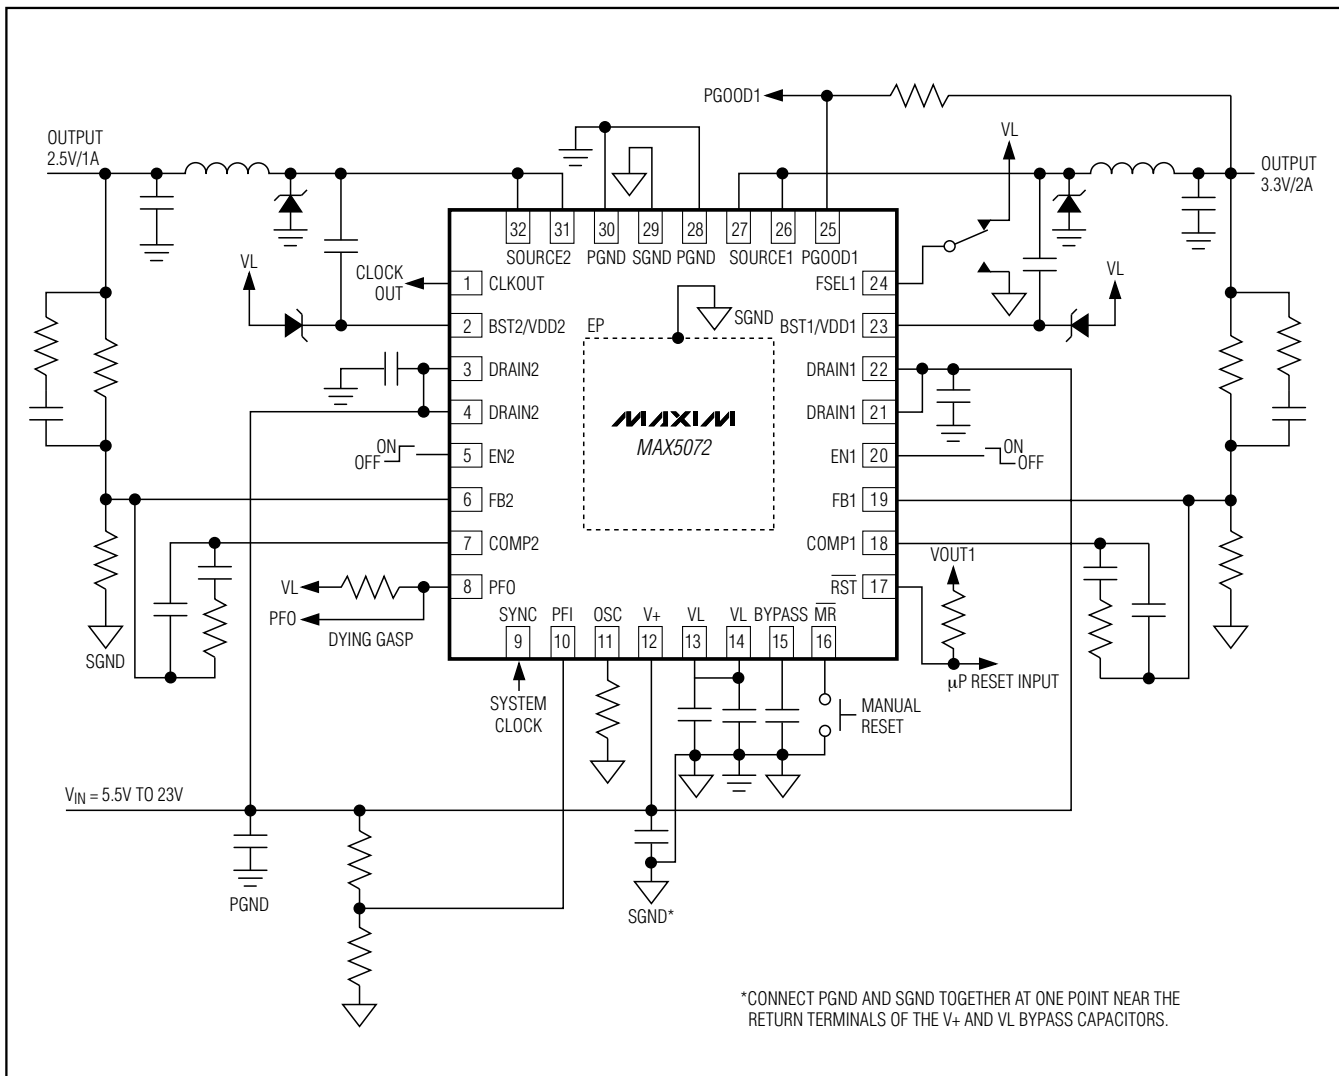 PGOOD1
OUTPUT
2.5V/1A
VL
OUTPUT
3.3V/2A
32 31 30 29 28 27 26 25
SOURCE2 PGND SGND PGND SOURCE1 PGOOD1
VL
CLOCK
OUT
1 CLKOUT
FSEL1 24
VL
2 BST2/VDD2
EP
SGND
BST1/VDD1 23
3 DRAIN2
DRAIN1 22
4 DRAIN2
MAXIM
MAX5072
DRAIN1 21
ON
OFF
5 EN2
EN1 20
ON
OFF
6 FB2
FB1 19
7 COMP2
COMP1 18
VOUT1
VL
8 PFO
R̅S̅T̅ 17
PFO
DYING GASP
SYNC PFI OSC V+ VL VL BYPASS M̅R̅
9 10 11 12 13 14 15 16
SGND
μP RESET INPUT
SYSTEM
CLOCK
MANUAL
RESET
VIN = 5.5V TO 23V
PGND
SGND*
*CONNECT PGND AND SGND TOGETHER AT ONE POINT NEAR THE
RETURN TERMINALS OF THE V+ AND VL BYPASS CAPACITORS.